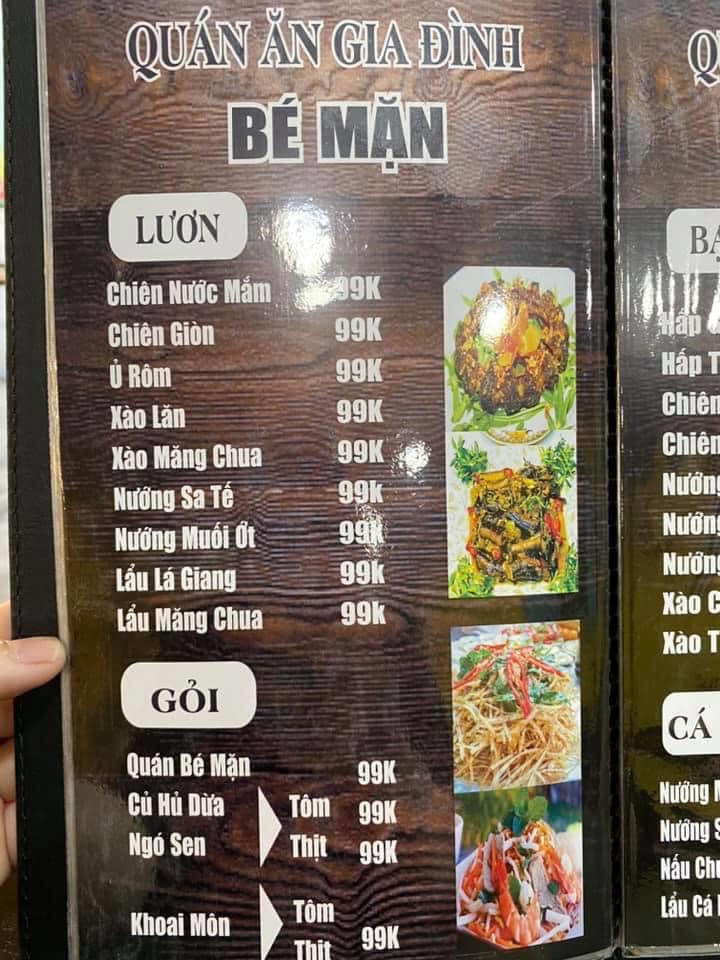 QUÁN ĂN GIA ĐÌNH
BÉ MẶN
LƯƠN
Chiên Nước Mắm 99K
Chiên Giòn 99K
Ủ Rôm 99K
Xào Lăn 99K
Xào Măng Chua 99K
Nướng Sa Tế 99k
Nướng Muối Ớt 99k
Lẩu Lá Giang 99k
Lẩu Măng Chua 99k
GỎI
Quán Bé Mặn 99K
Củ Hủ Dừa Tôm 99K
Ngó Sen Thịt 99K
Khoai Môn Tôm
Thịt 99K
Hấp
Hấp
Chiên
Chiên
Nướng
Nướng
Nướng
Xào
Xào
CÁ
Nướng
Nướng
Nấu
Lẩu Cá